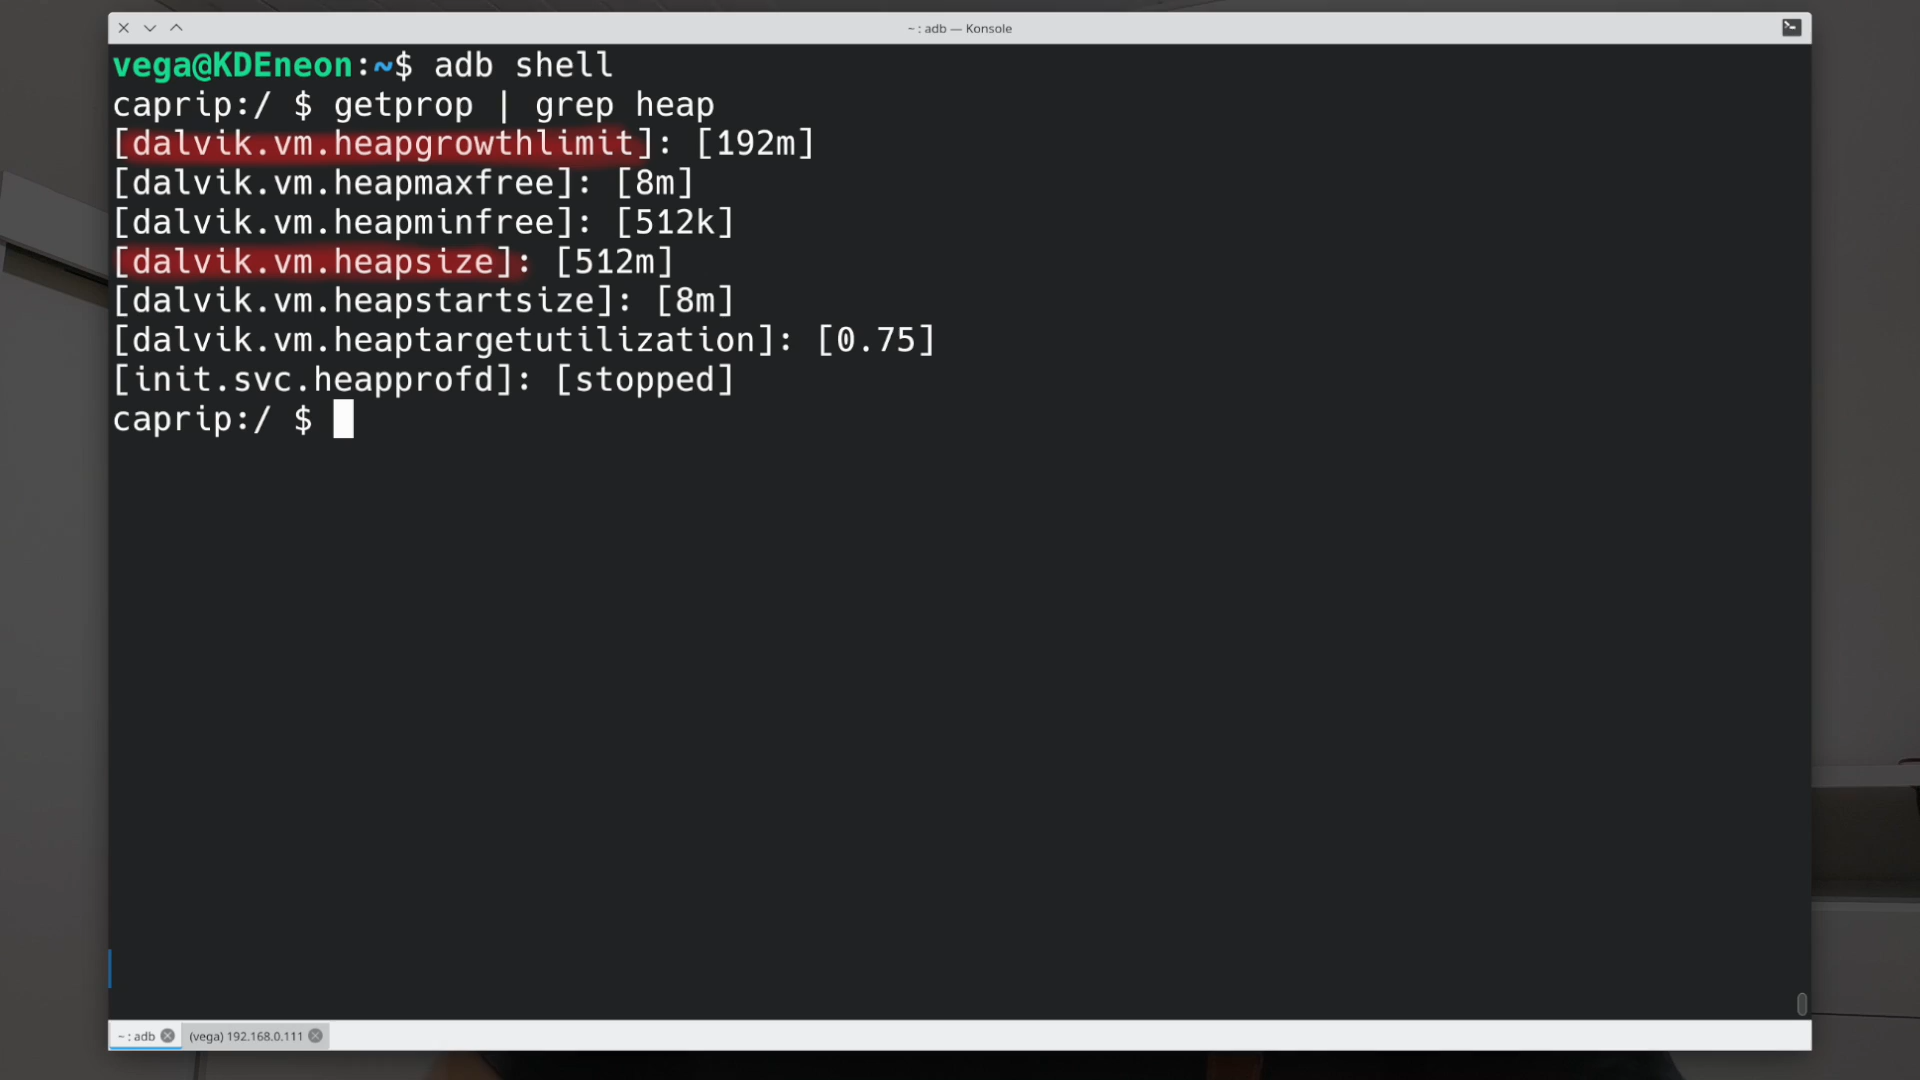 ~ : adb — Konsole
vega@KDEneon:~$ adb shell
caprip:/ $ getprop | grep heap
[dalvik.vm.heapgrowthlimit]: [192m]
[dalvik.vm.heapmaxfree]: [8m]
[dalvik.vm.heapminfree]: [512k]
[dalvik.vm.heapsize]: [512m]
[dalvik.vm.heapstartsize]: [8m]
[dalvik.vm.heaptargetutilization]: [0.75]
[init.svc.heapprofd]: [stopped]
caprip:/ $
~ : adb
(vega) 192.168.0.111